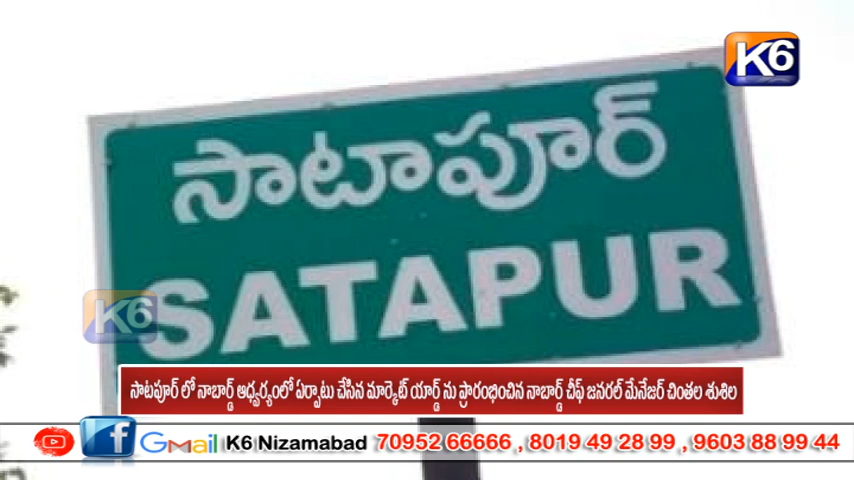 K6
సాటాపూర్
SATAPUR
K6
సాటపూర్ లో నాబార్డ్ ఆధ్వర్యంలో ఏర్పాటు చేసిన మార్కెట్ యార్డ్ ను ప్రారంభించిన నాబార్డ్ చీఫ్ జనరల్ మేనేజర్ చింతల శుశిల
f Gmail K6 Nizamabad 70952 66666 , 8019 49 28 99 , 9603 88 99 44